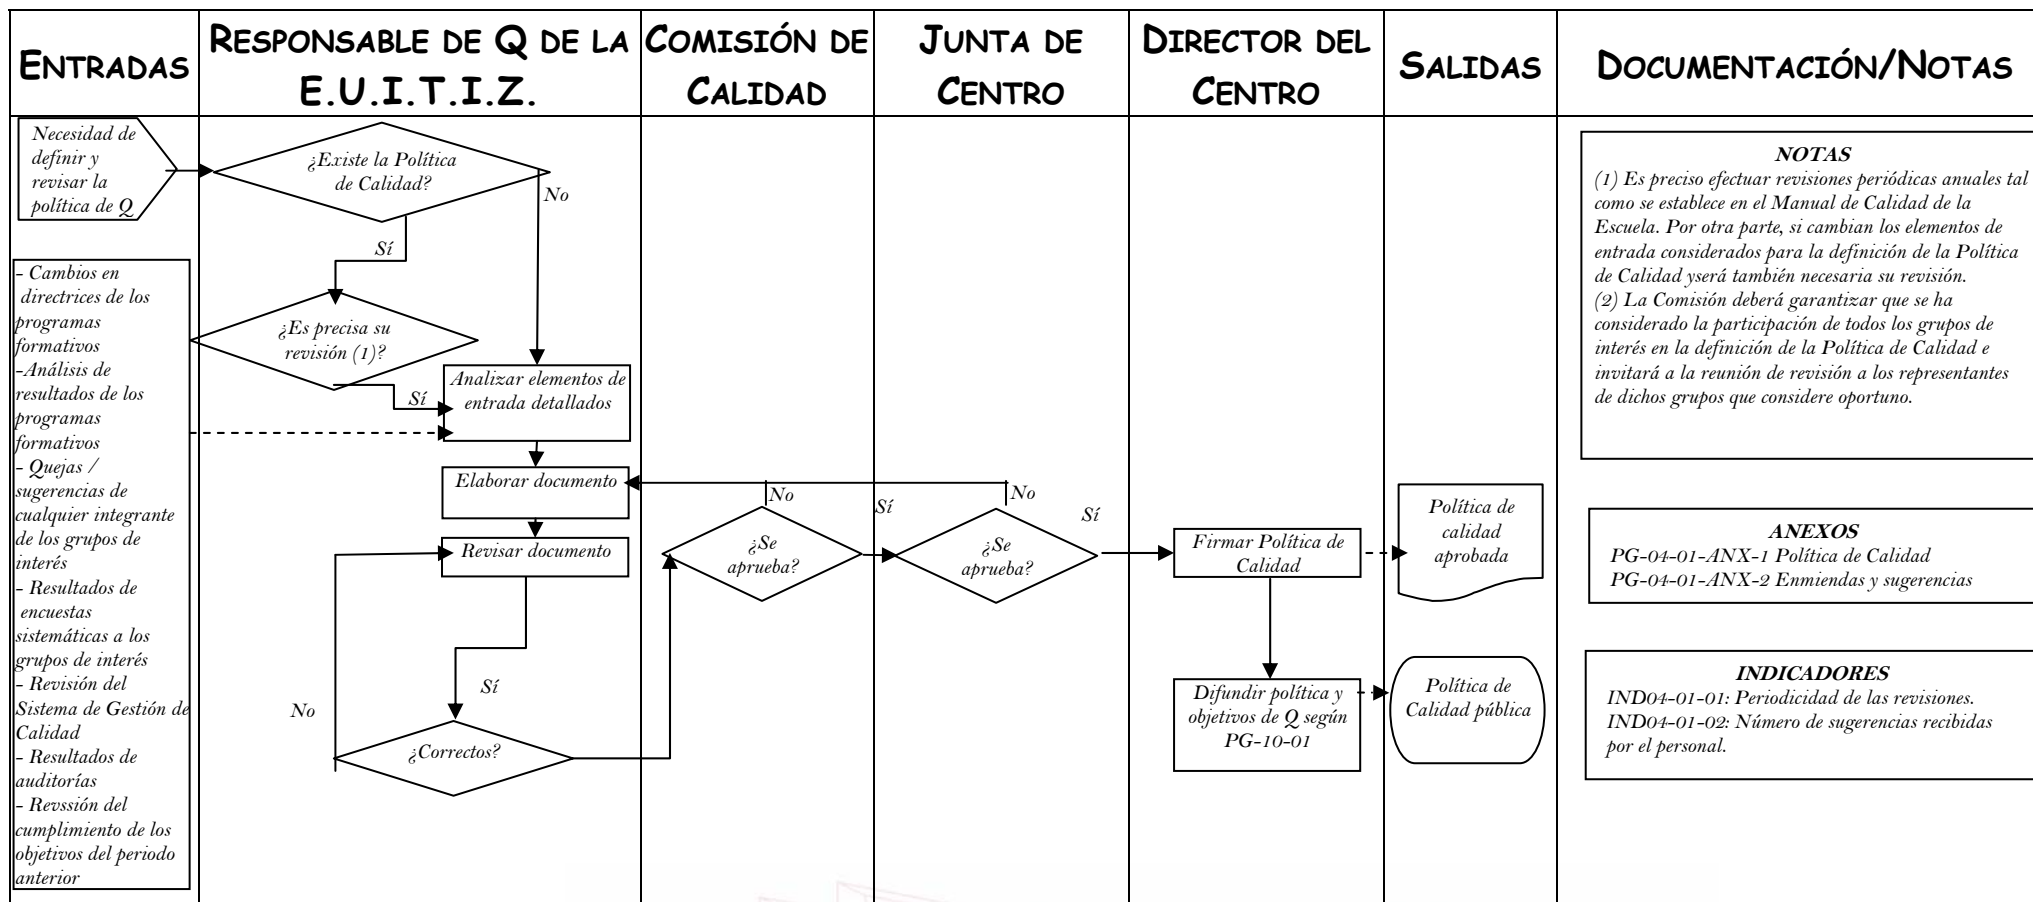 ENTRADAS
RESPONSABLE DE Q DE LA
E.U.I.T.I.Z.
COMISIÓN DE
CALIDAD
JUNTA DE
CENTRO
DIRECTOR DEL
CENTRO
SALIDAS
DOCUMENTACIÓN/NOTAS
Necesidad de
definir y
revisar la
política de Q
- Cambios en
directrices de los
programas
formativos
-Análisis de
resultados de los
programas
formativos
- Quejas /
sugerencias de
cualquier integrante
de los grupos de
interés
- Resultados de
encuestas
sistemáticas a los
grupos de interés
- Revisión del
Sistema de Gestión de
Calidad
- Resultados de
auditorías
- Revssión del
cumplimiento de los
objetivos del periodo
anterior
¿Existe la Política
de Calidad?
No
Sí
¿Es precisa su
revisión (1)?
Sí
Analizar elementos de
entrada detallados
Elaborar documento
Revisar documento
Sí
No
¿Correctos?
No
¿Se
aprueba?
Sí
No
¿Se
aprueba?
Sí
Firmar Política de
Calidad
Difundir política y
objetivos de Q según
PG-10-01
Política de
calidad
aprobada
Política de
Calidad pública
NOTAS
(1) Es preciso efectuar revisiones periódicas anuales tal
como se establece en el Manual de Calidad de la
Escuela. Por otra parte, si cambian los elementos de
entrada considerados para la definición de la Política
de Calidad yserá también necesaria su revisión.
(2) La Comisión deberá garantizar que se ha
considerado la participación de todos los grupos de
interés en la definición de la Política de Calidad e
invitará a la reunión de revisión a los representantes
de dichos grupos que considere oportuno.
ANEXOS
PG-04-01-ANX-1 Política de Calidad
PG-04-01-ANX-2 Enmiendas y sugerencias
INDICADORES
IND04-01-01: Periodicidad de las revisiones.
IND04-01-02: Número de sugerencias recibidas
por el personal.